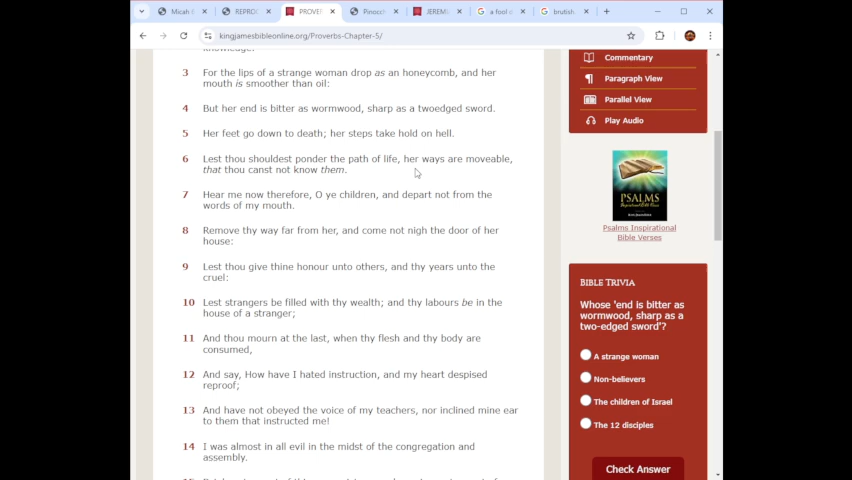 Micah 6
REPROO
PROVER
Pinocch
JEREMI
a fool o
brutish
kingjamesbibleonline.org/Proverbs-Chapter-5/
knowledge.
3 For the lips of a strange woman drop as an honeycomb, and her
mouth is smoother than oil:
4 But her end is bitter as wormwood, sharp as a twoedged sword.
5 Her feet go down to death; her steps take hold on hell.
6 Lest thou shouldest ponder the path of life, her ways are moveable,
that thou canst not know them.
7 Hear me now therefore, O ye children, and depart not from the
words of my mouth.
8 Remove thy way far from her, and come not nigh the door of her
house:
9 Lest thou give thine honour unto others, and thy years unto the
cruel:
10 Lest strangers be filled with thy wealth; and thy labours be in the
house of a stranger;
11 And thou mourn at the last, when thy flesh and thy body are
consumed,
12 And say, How have I hated instruction, and my heart despised
reproof;
13 And have not obeyed the voice of my teachers, nor inclined mine ear
to them that instructed me!
14 I was almost in all evil in the midst of the congregation and
assembly.
Commentary
Paragraph View
Parallel View
Play Audio
PSALMS
Psalms Inspirational
Bible Verses
BIBLE TRIVIA
Whose 'end is bitter as
wormwood, sharp as a
two-edged sword'?
A strange woman
Non-believers
The children of Israel
The 12 disciples
Check Answer